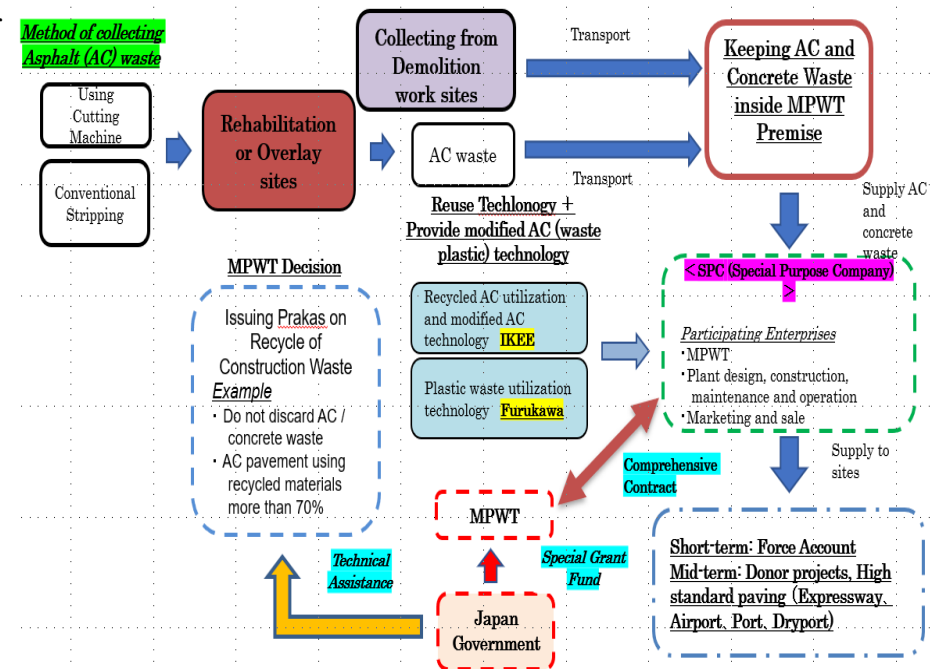 Method of collecting
Asphalt (AC) waste
Using
Cutting
Machine
Conventional
Stripping
Rehabilitation
or Overlay
sites
Collecting from
Demolition
work sites
AC waste
Transport
Transport
Keeping AC and
Concrete Waste
inside MPWT
Premise
Supply AC
and
concrete
waste
Reuse Techlonogy +
Provide modified AC (waste
plastic) technology
Recycled AC utilization
and modified AC
technology IKEE
Plastic waste utilization
technology Furukawa
<SPC (Special Purpose Company)
>
Participating Enterprises
・MPWT
・Plant design, construction,
maintenance and operation
・Marketing and sale
MPWT Decision
Issuing Prakas on
Recycle of
Construction Waste
Example
・ Do not discard AC /
concrete waste
・ AC pavement using
recycled materials
more than 70%
Comprehensive
Contract
Supply to
sites
MPWT
Technical
Assistance
Special Grant
Fund
Japan
Government
Short-term: Force Account
Mid-term: Donor projects, High
standard paving (Expressway、
Airport、Port、Dryport)